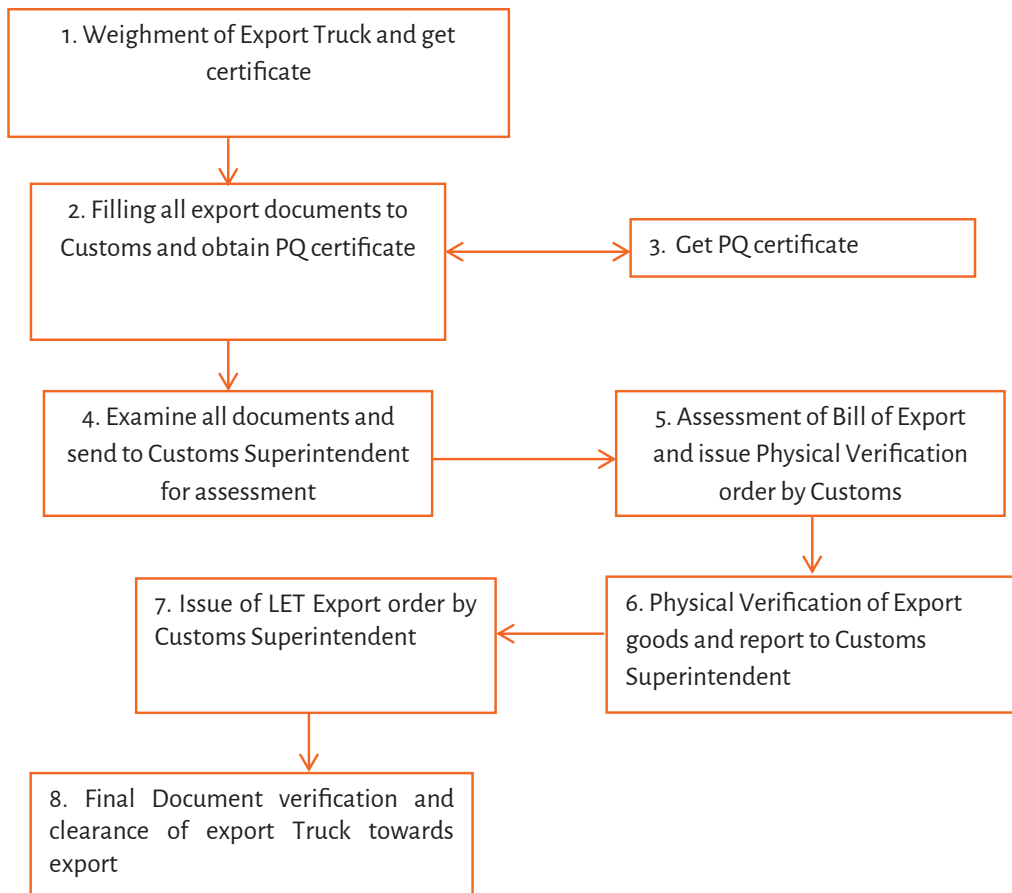 1. Weighment of Export Truck and get
certificate
2. Filling all export documents to
Customs and obtain PQ certificate
3. Get PQ certificate
4. Examine all documents and
send to Customs Superintendent
for assessment
5. Assessment of Bill of Export
and issue Physical Verification
order by Customs
6. Physical Verification of Export
goods and report to Customs
Superintendent
7. Issue of LET Export order by
Customs Superintendent
8. Final Document verification and
clearance of export Truck towards
export